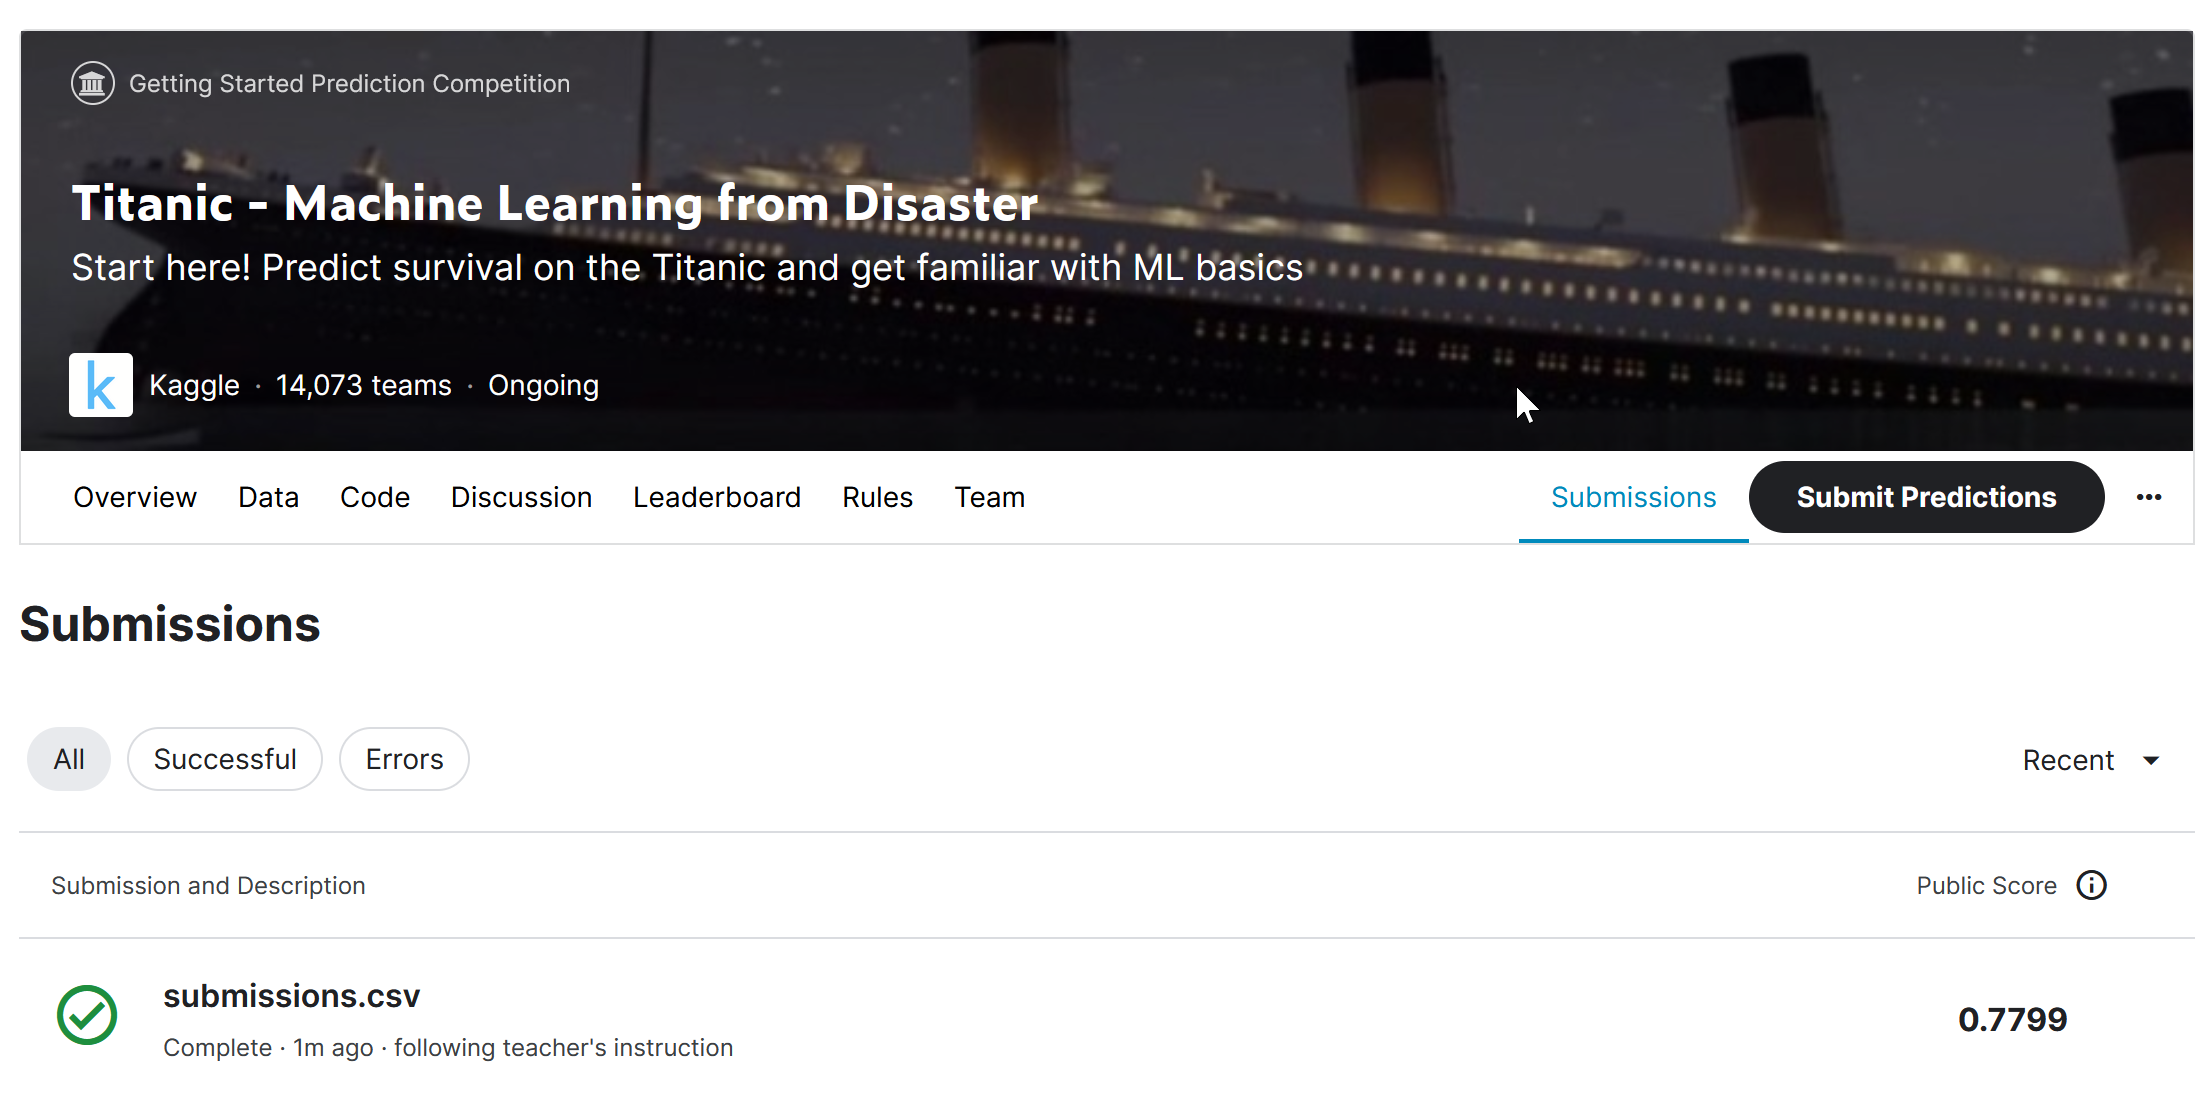 Getting Started Prediction Competition
Titanic - Machine Learning from Disaster
Start here! Predict survival on the Titanic and get familiar with ML basics
k Kaggle · 14,073 teams · Ongoing
Overview Data Code Discussion Leaderboard Rules Team Submissions Submit Predictions
Submissions
All Successful Errors Recent
Submission and Description Public Score
submissions.csv
0.7799
Complete · 1m ago · following teacher's instruction